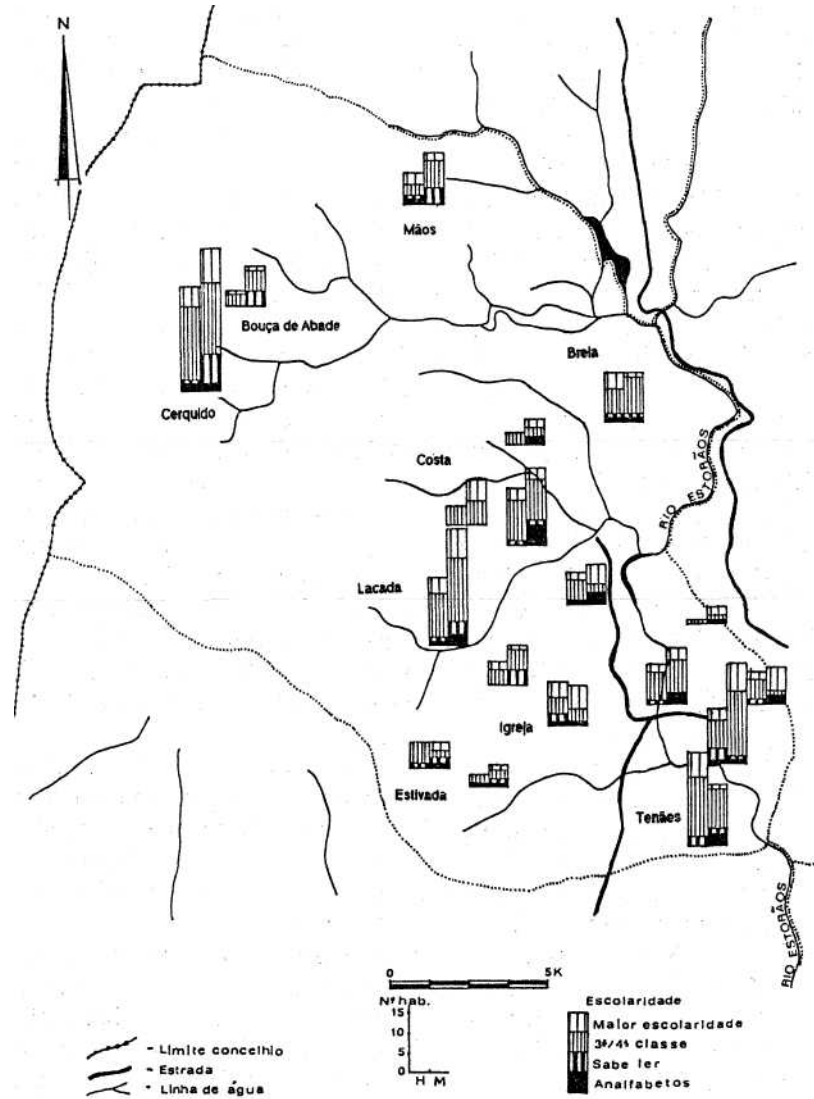 N
Mãos
Bouça de Abade
Cerquido
Breia
Costa
RIO ESTORÃOS
Lacada
Igreja
Estivada
Tenães
RIO ESTORÃOS
0 5K
Nº hab.
15
10
5
0
H M
Escolaridade
Maior escolaridade
3ª/4ª classe
Sabe ler
Analfabetos
- Limite concelhio
- Estrada
- Linha de água